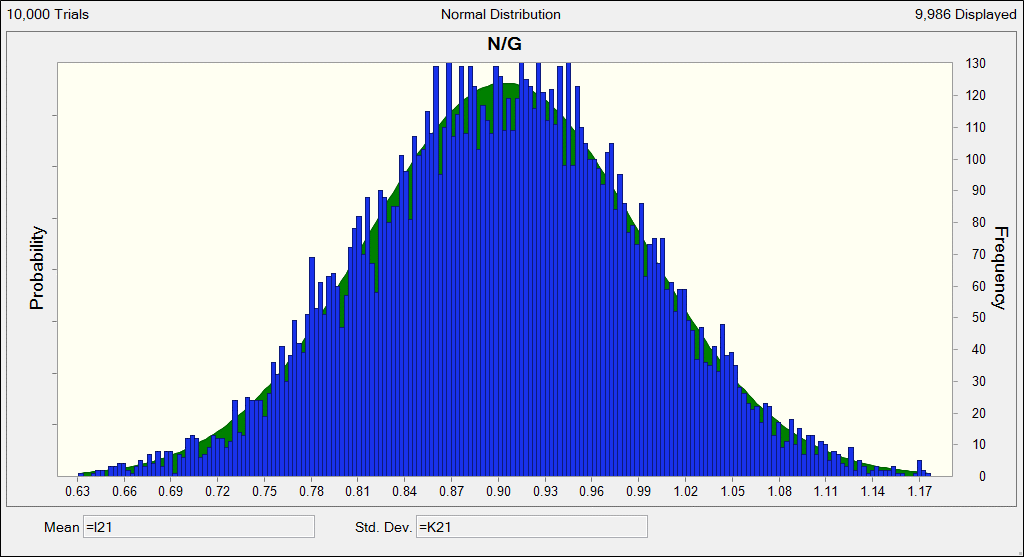 10,000 Trials Normal Distribution 9,986 Displayed
N/G
130
120
110
100
90
80
70
60
50
40
30
20
10
0
Probability
Frequency
0.63 0.66 0.69 0.72 0.75 0.78 0.81 0.84 0.87 0.90 0.93 0.96 0.99 1.02 1.05 1.08 1.11 1.14 1.17
Mean =I21 Std. Dev. =K21